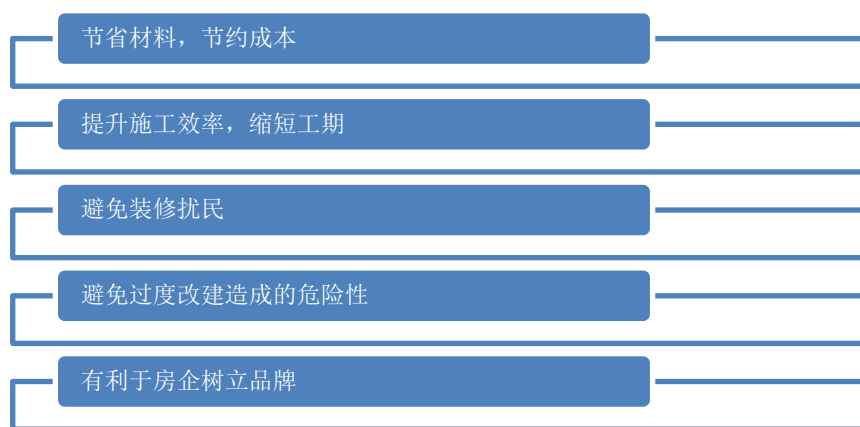 节省材料，节约成本
提升施工效率，缩短工期
避免装修扰民
避免过度改建造成的危险性
有利于房企树立品牌